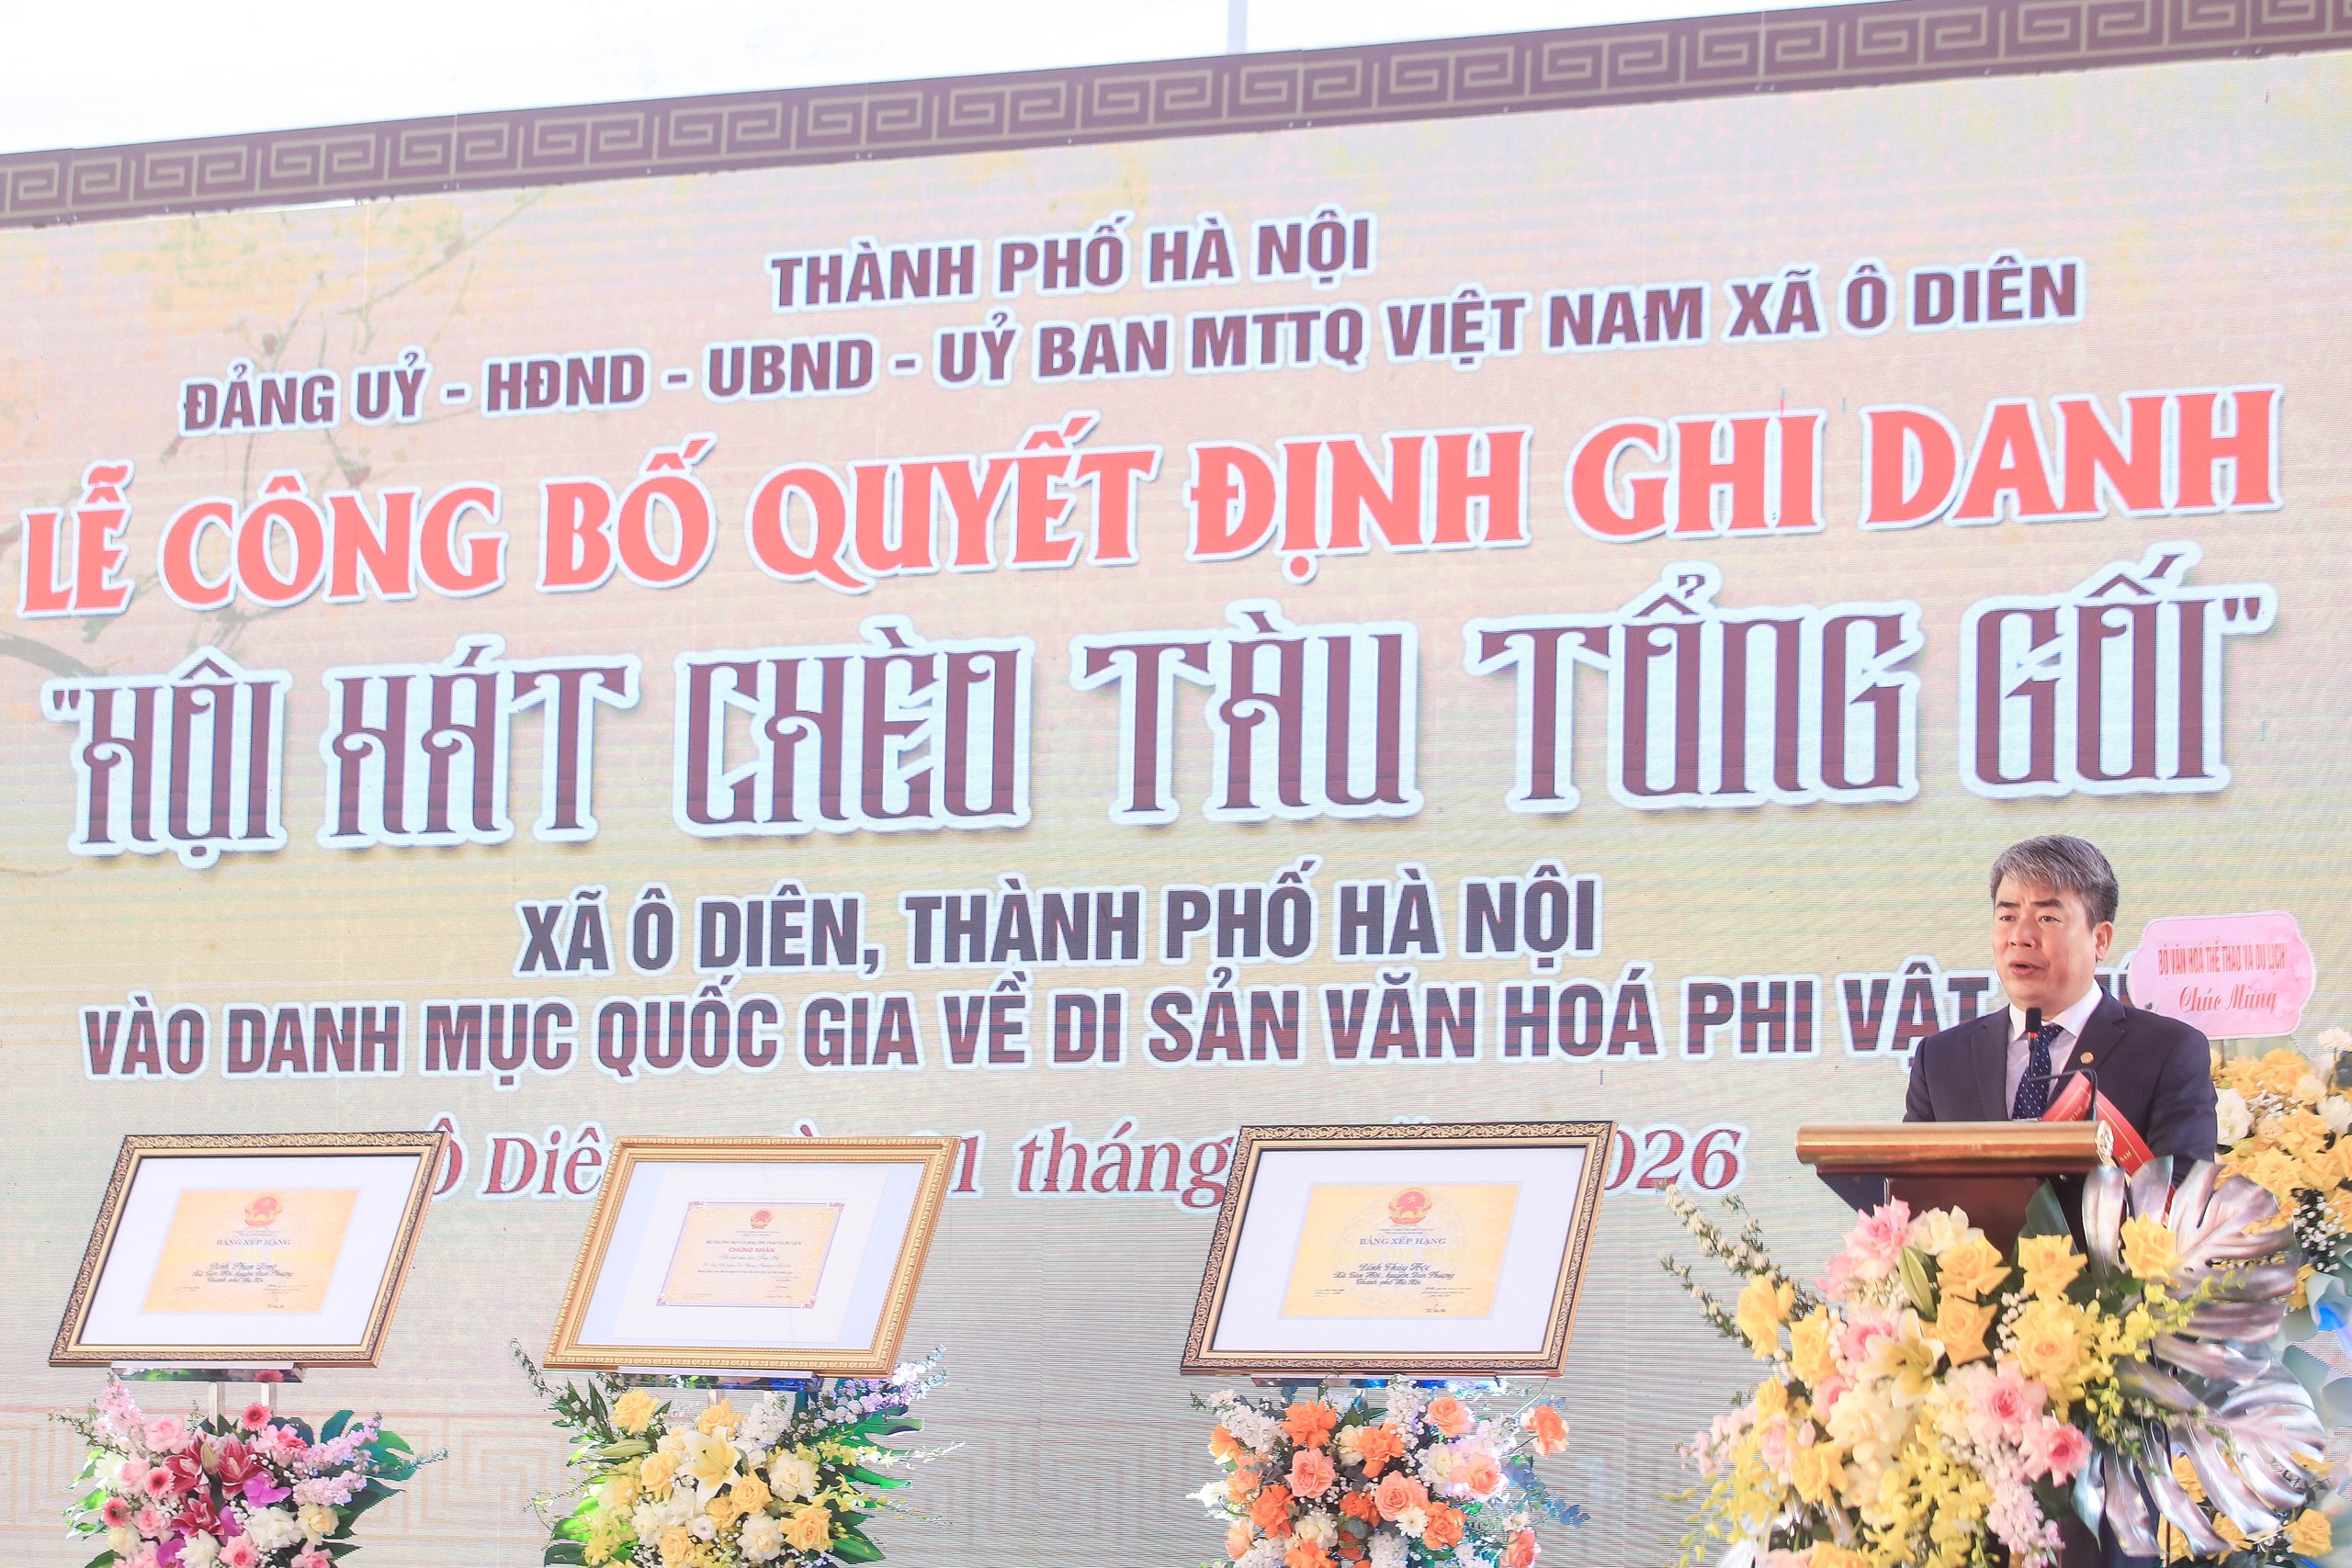 THÀNH PHỐ HÀ NỘI
ĐẢNG UỶ - HĐND - UBND - UỶ BAN MTTQ VIỆT NAM XÃ Ô DIÊN
LỄ CÔNG BỐ QUYẾT ĐỊNH GHI DANH
"HỘI HÁT CHÈO TÀU TỔNG GỐI"
XÃ Ô DIÊN, THÀNH PHỐ HÀ NỘI
VÀO DANH MỤC QUỐC GIA VỀ DI SẢN VĂN HOÁ PHI VẬT
BỘ VĂN HOÁ THỂ THAO VÀ DU LỊCH
Chúc Mừng
Ô Diê 1 tháng 026
BẰNG XẾP HẠNG
CHỨNG NHẬN
BẰNG XẾP HẠNG